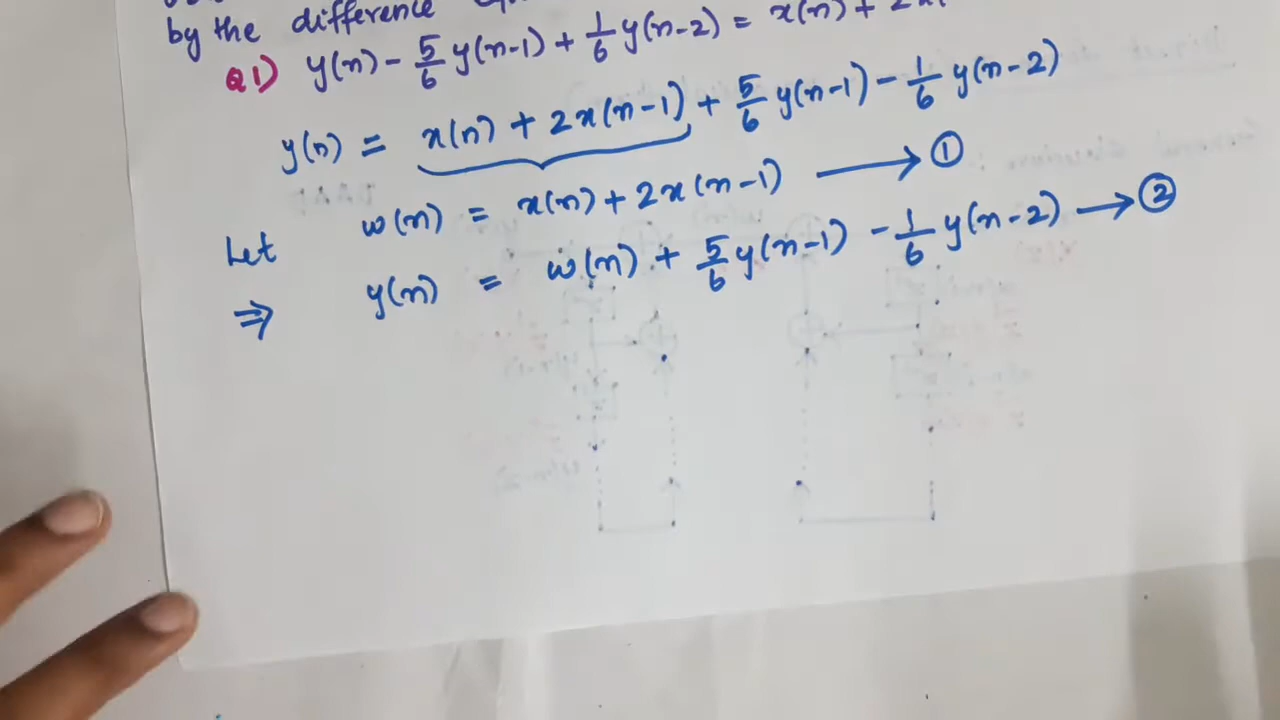 by the difference
Q1) y(n) - 5/6 y(n-1) + 1/6 y(n-2) = x(n) +
y(n) = x(n) + 2x(n-1) + 5/6 y(n-1) - 1/6 y(n-2)
Let w(n) = x(n) + 2x(n-1) → ①
⇒ y(n) = w(n) + 5/6 y(n-1) - 1/6 y(n-2) → ②